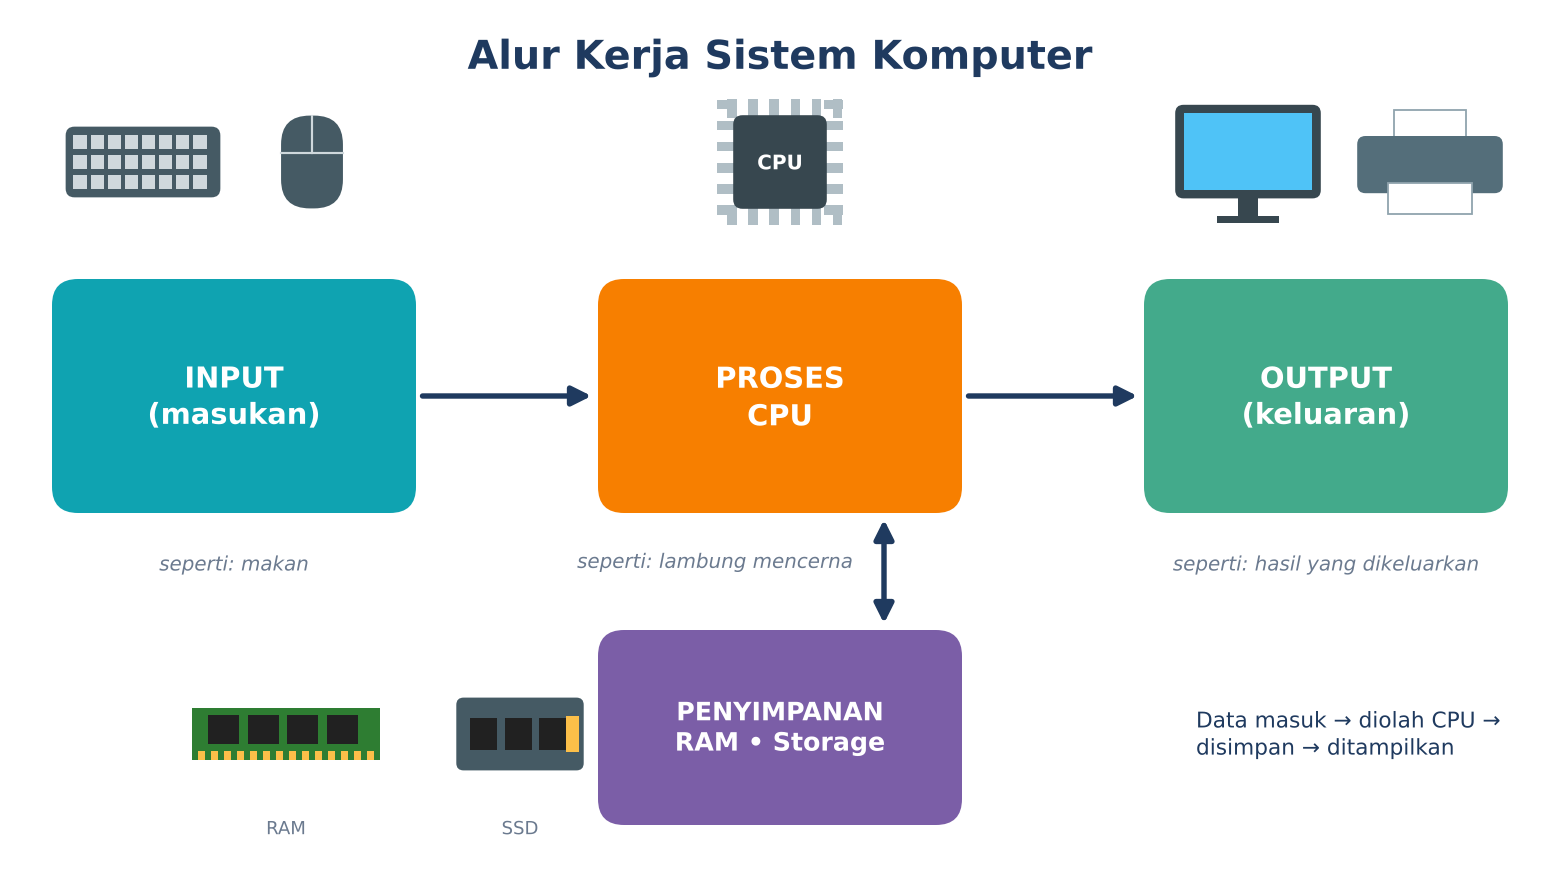 Alur Kerja Sistem Komputer
CPU
INPUT
(masukan)
PROSES
CPU
OUTPUT
(keluaran)
seperti: makan
seperti: lambung mencerna
seperti: hasil yang dikeluarkan
PENYIMPANAN
RAM • Storage
Data masuk → diolah CPU →
disimpan → ditampilkan
RAM
SSD